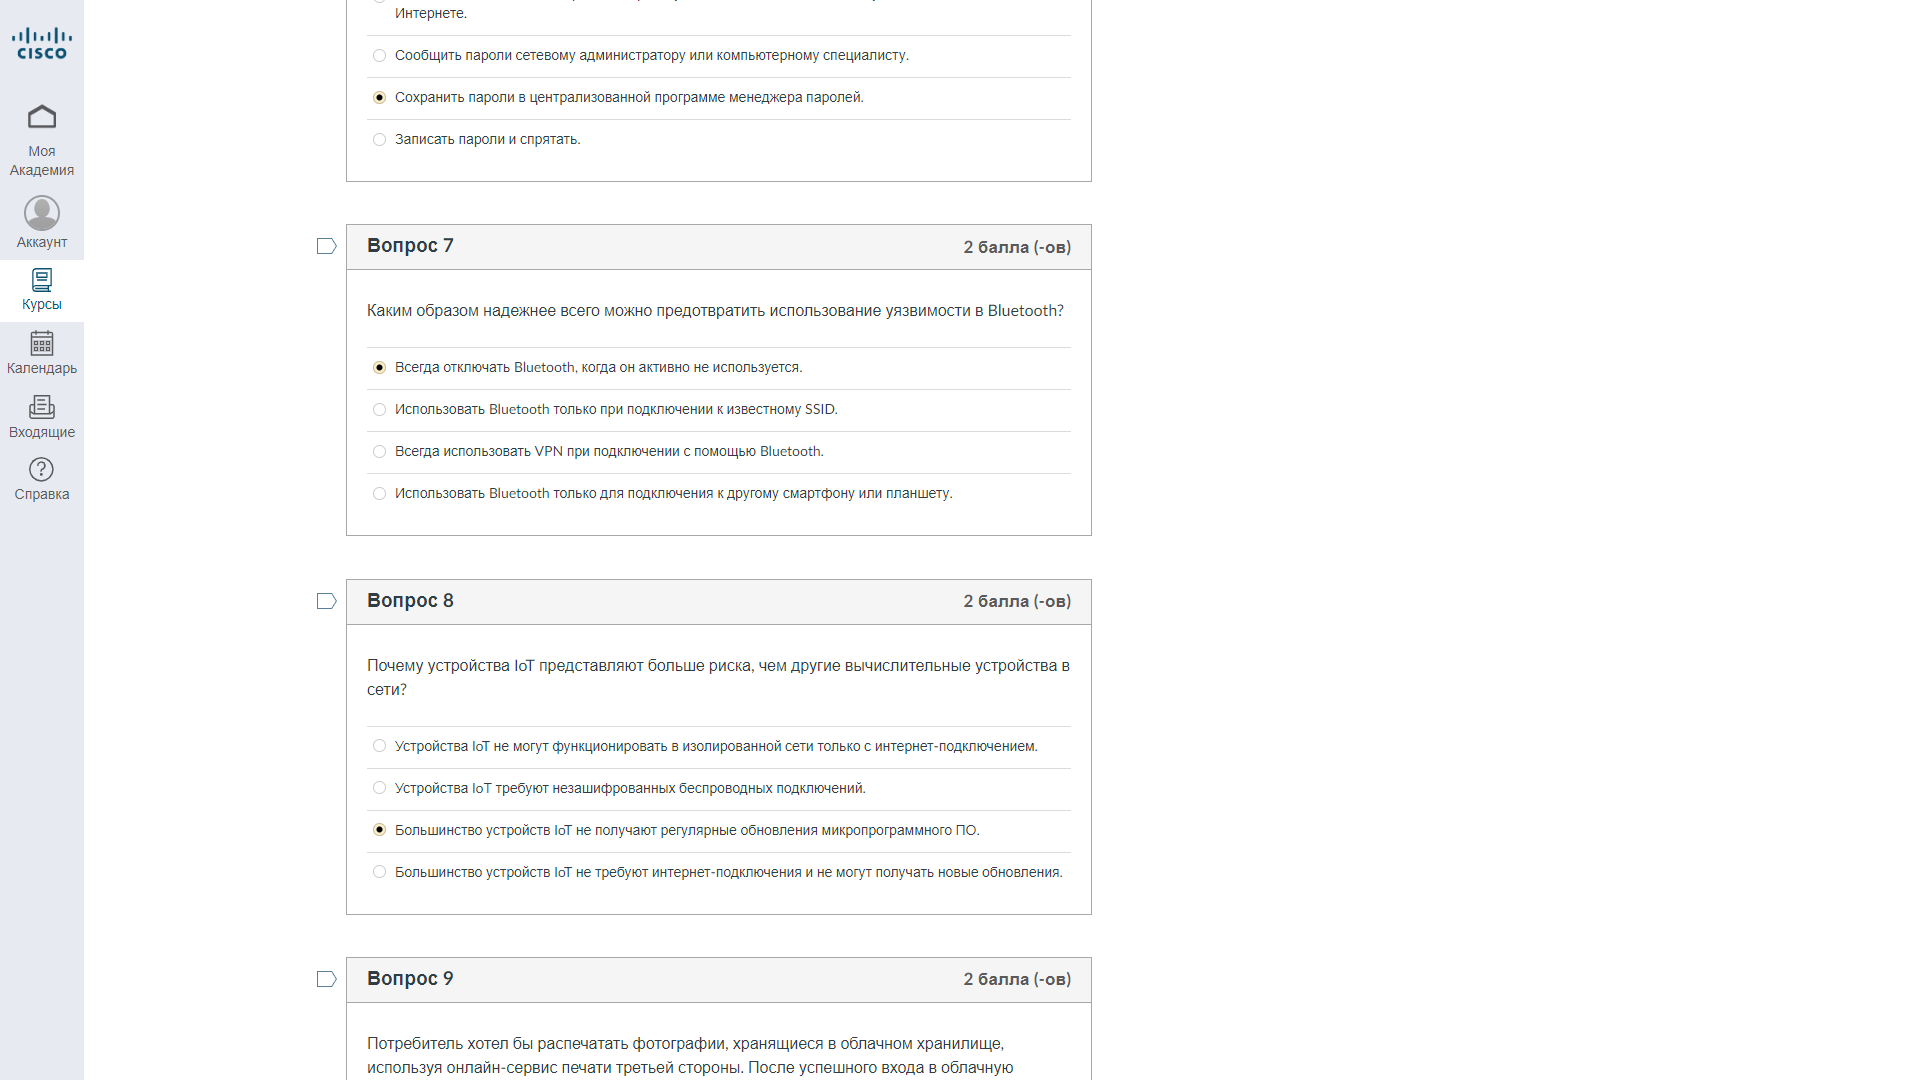 CISCO
Моя
Академия
Аккаунт
Курсы
Календарь
Входящие
Справка
Интернете.
Сообщить пароли сетевому администратору или компьютерному специалисту.
Сохранить пароли в централизованной программе менеджера паролей.
Записать пароли и спрятать.
Вопрос 7
2 балла (-ов)
Каким образом надежнее всего можно предотвратить использование уязвимости в Bluetooth?
Всегда отключать Bluetooth, когда он активно не используется.
Использовать Bluetooth только при подключении к известному SSID.
Всегда использовать VPN при подключении с помощью Bluetooth.
Использовать Bluetooth только для подключения к другому смартфону или планшету.
Вопрос 8
2 балла (-ов)
Почему устройства IoT представляют больше риска, чем другие вычислительные устройства в
сети?
Устройства IoT не могут функционировать в изолированной сети только с интернет-подключением.
Устройства IoT требуют незашифрованных беспроводных подключений.
Большинство устройств IoT не получают регулярные обновления микропрограммного ПО.
Большинство устройств IoT не требуют интернет-подключения и не могут получать новые обновления.
Вопрос 9
2 балла (-ов)
Потребитель хотел бы распечатать фотографии, хранящиеся в облачном хранилище,
используя онлайн-сервис печати третьей стороны. После успешного входа в облачную